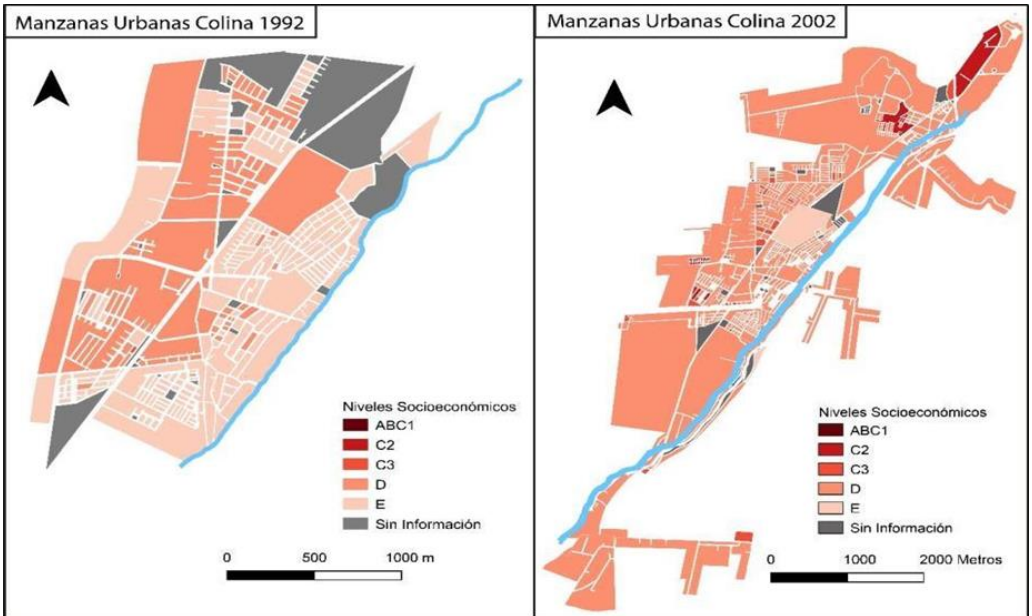 Manzanas Urbanas Colina 1992
Niveles Socioeconómicos
ABC1
C2
C3
D
E
Sin Información
0 500 1000 m
Manzanas Urbanas Colina 2002
Niveles Socioeconómicos
ABC1
C2
C3
D
E
Sin Información
0 1000 2000 Metros